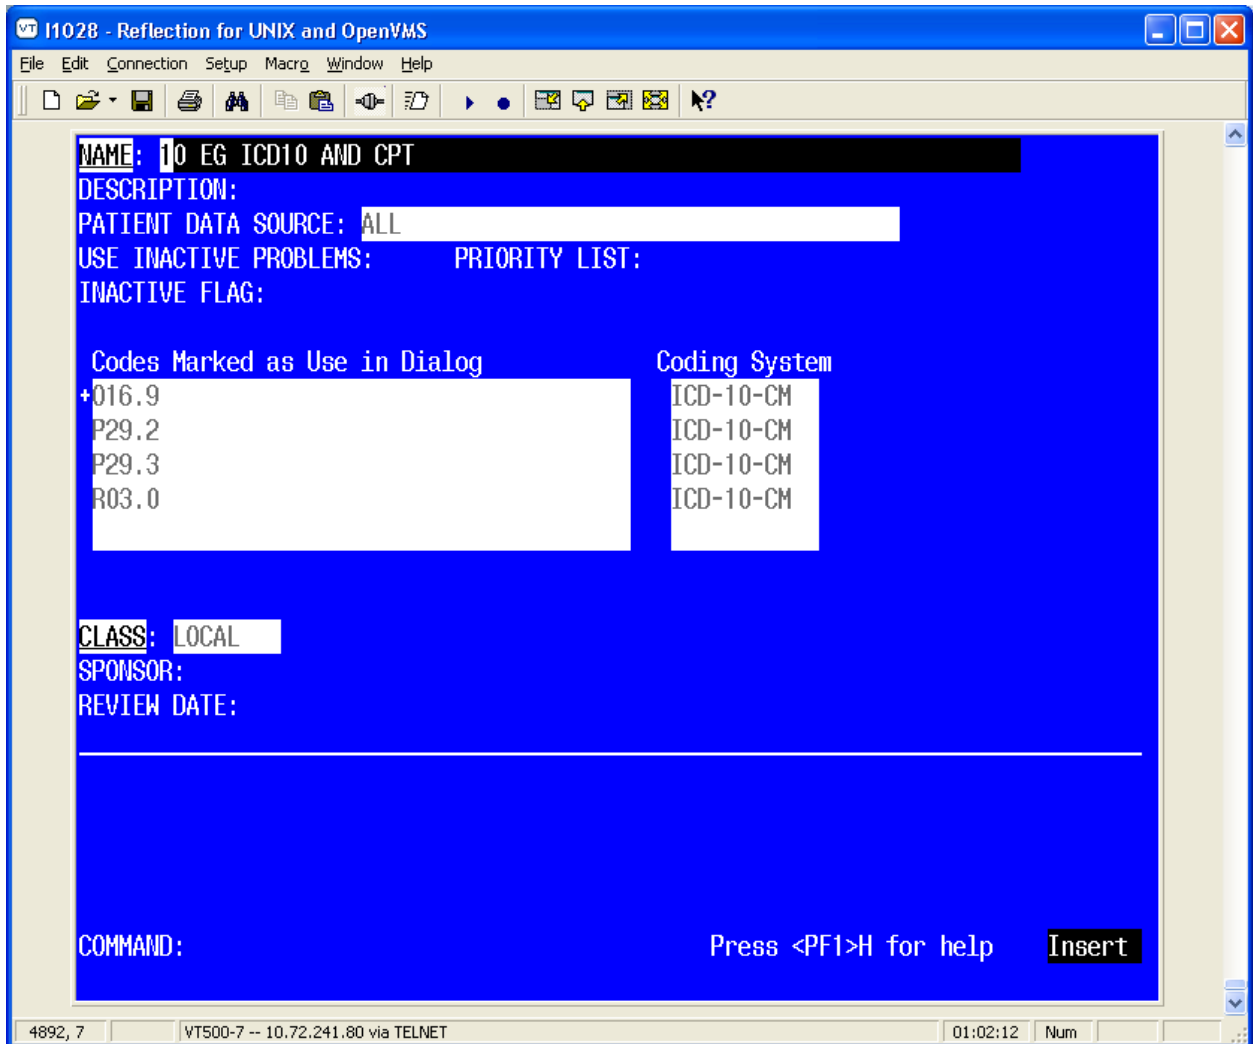 VT I1028 - Reflection for UNIX and OpenVMS
File Edit Connection Setup Macro Window Help
NAME: 10 EG ICD10 AND CPT
DESCRIPTION:
PATIENT DATA SOURCE: ALL
USE INACTIVE PROBLEMS: PRIORITY LIST:
INACTIVE FLAG:
Codes Marked as Use in Dialog Coding System
+O16.9 ICD-10-CM
P29.2 ICD-10-CM
P29.3 ICD-10-CM
R03.0 ICD-10-CM
CLASS: LOCAL
SPONSOR:
REVIEW DATE:
COMMAND: Press <PF1>H for help Insert
4892, 7 VT500-7 -- 10.72.241.80 via TELNET 01:02:12 Num